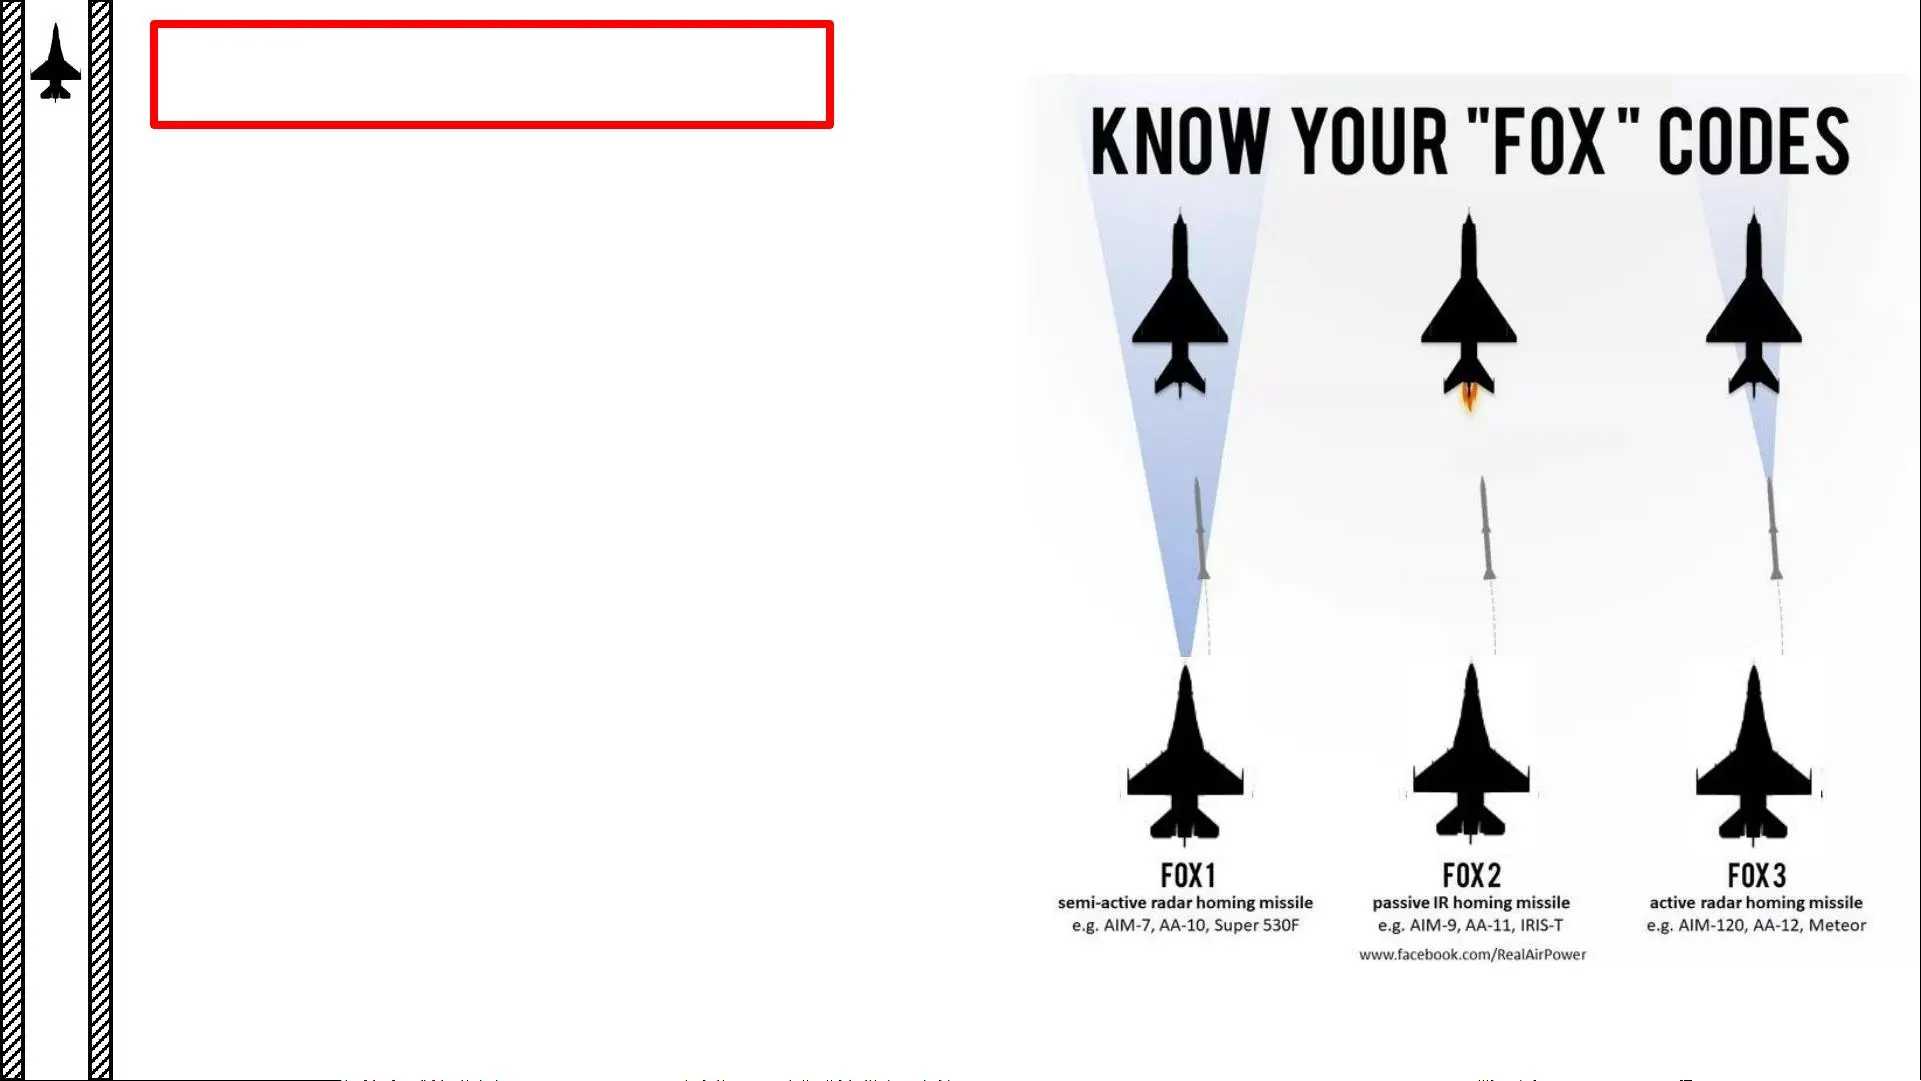 KNOW YOUR "FOX" CODES
FOX 1
semi-active radar homing missile
e.g. AIM-7, AA-10, Super 530F
FOX 2
passive IR homing missile
e.g. AIM-9, AA-11, IRIS-T
www.facebook.com/RealAirPower
FOX 3
active radar homing missile
e.g. AIM-120, AA-12, Meteor